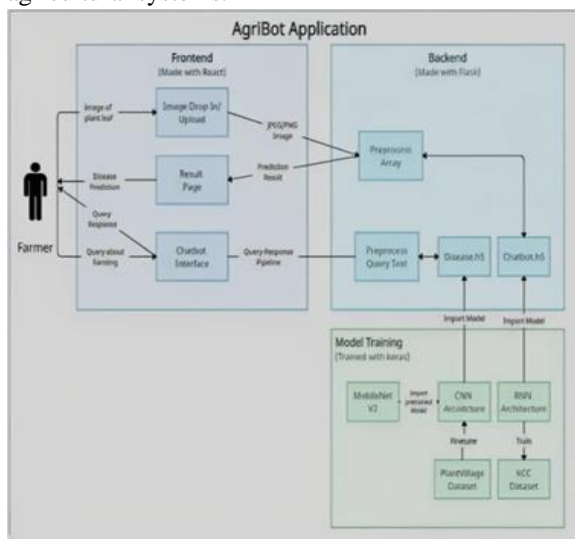 AgriBot Application
Frontend
(Made with React)
Backend
(Made with Flask)
Image of
plant leaf
Image Drop In/
Upload
JPEG/PNG
Image
Preprocess
Array
Disease
Prediction
Result
Page
Prediction
Result
Query
Response
Farmer
Query about
Farming
Chatbot
Interface
Query-Response
Pipeline
Preprocess
Query Text
Disease.h5
Chatbot.h5
Import Model
Import Model
Model Training
(Trained with keras)
MobileNet
V2
Import
pretrained
Model
CNN
RNN
Architecture
Finetune
Train
PlantVillage
Dataset
KCC
Dataset